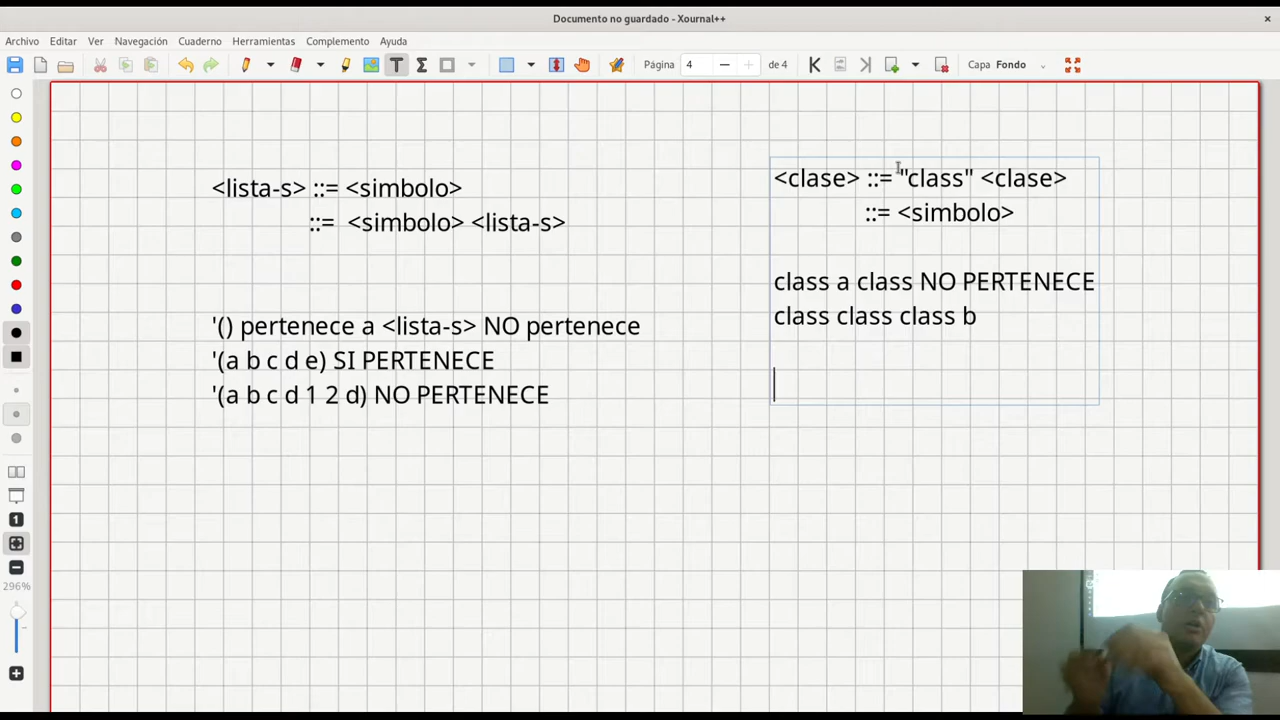 Documento no guardado - Xournal++
Archivo Editar Ver Navegación Cuaderno Herramientas Complemento Ayuda
Página 4 de 4 Capa Fondo
<lista-s> ::= <simbolo>
::= <simbolo> <lista-s>
'() pertenece a <lista-s> NO pertenece
'(a b c d e) SI PERTENECE
'(a b c d 1 2 d) NO PERTENECE
<clase> ::= "class" <clase>
::= <simbolo>
class a class NO PERTENECE
class class class b
296%